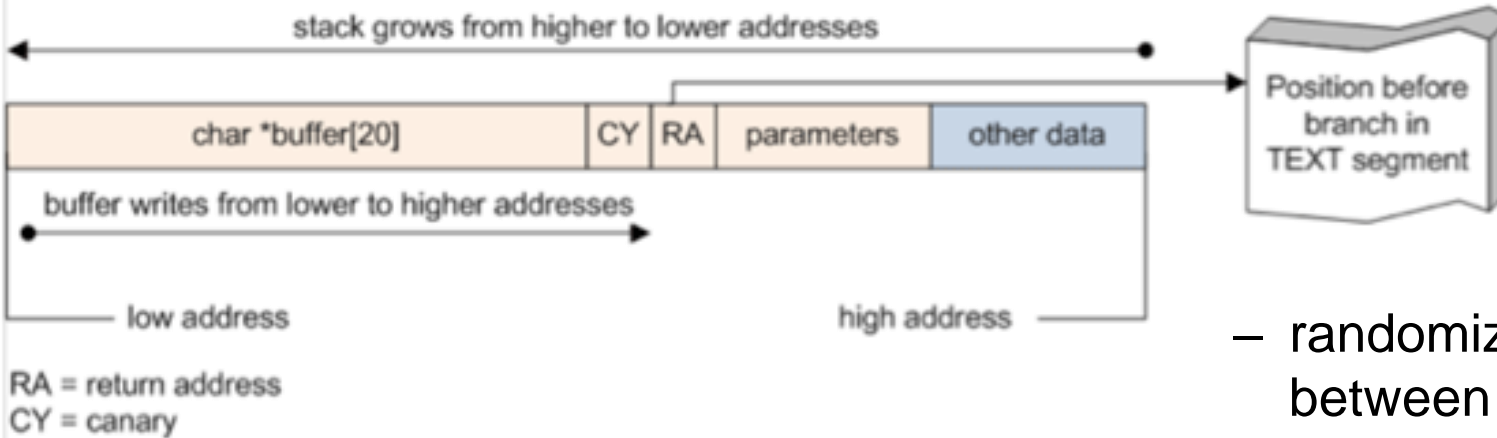 stack grows from higher to lower addresses
Position before
branch in
TEXT segment
char *buffer[20]
CY
RA
parameters
other data
buffer writes from lower to higher addresses
low address
high address
– randomiz
between
RA = return address
CY = canary